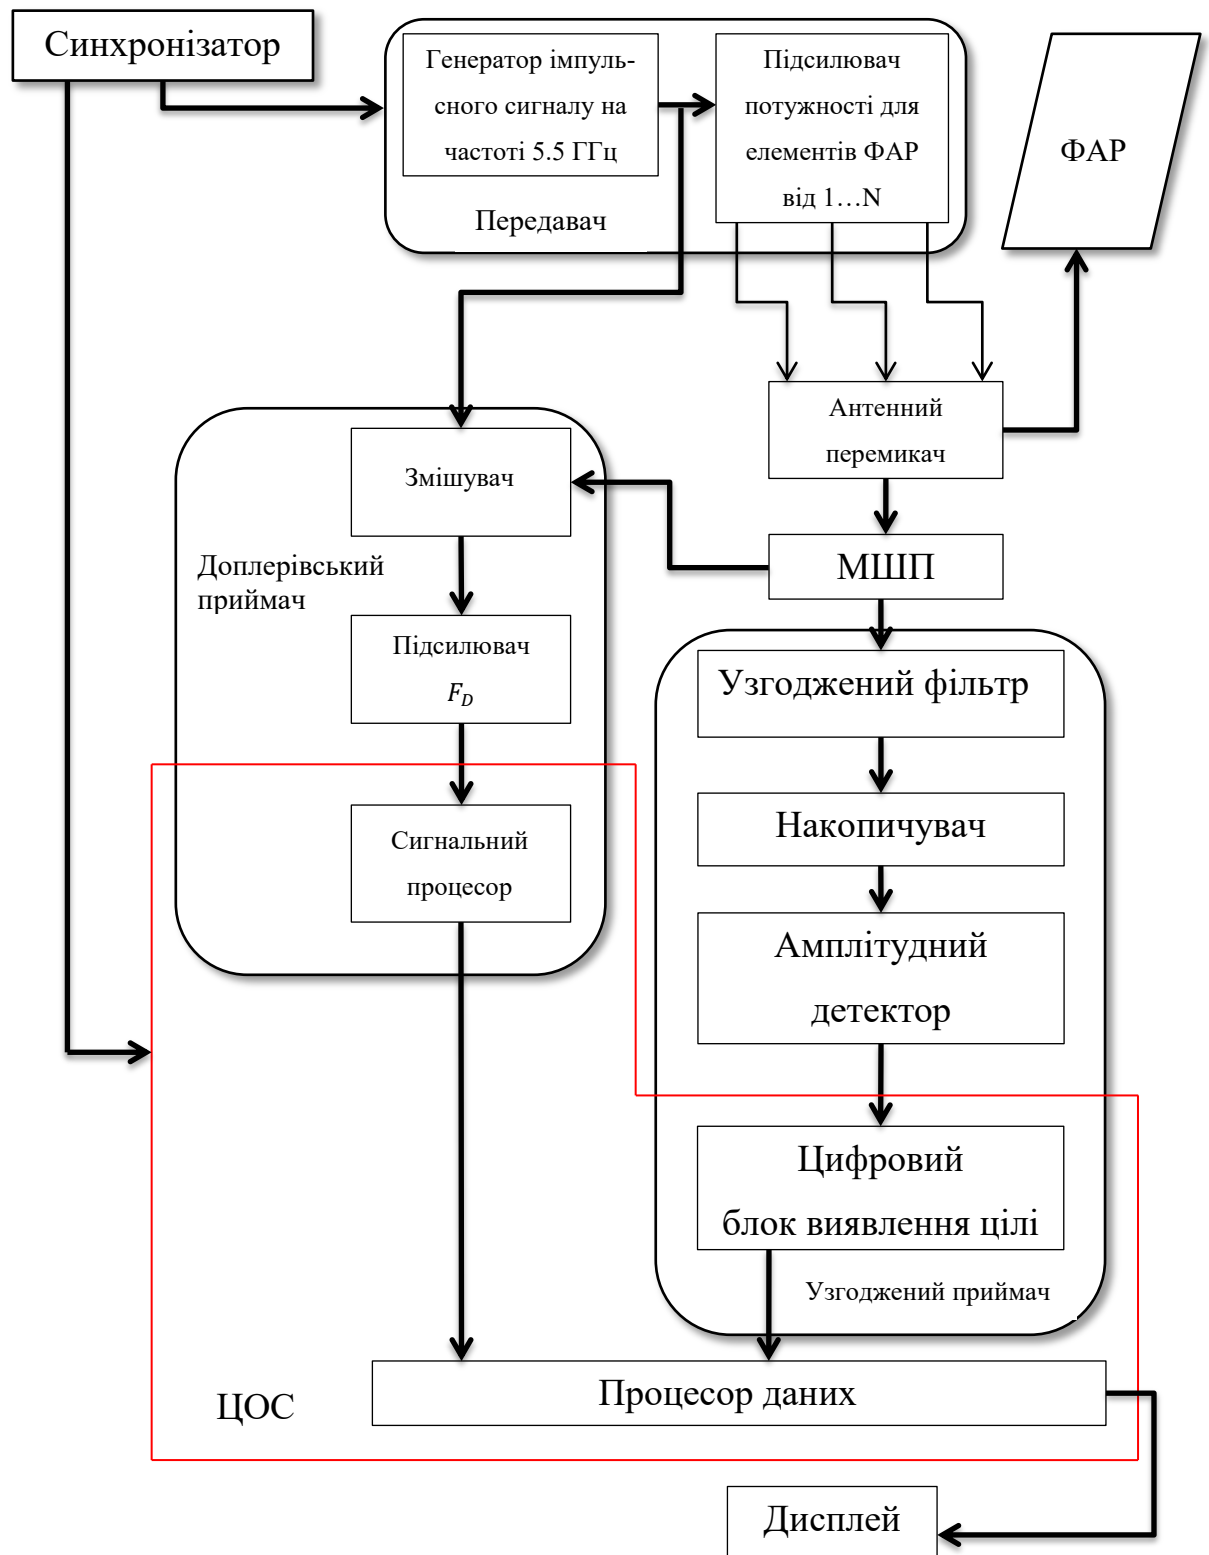 Синхронізатор
Генератор імпуль-
сного сигналу на
частоті 5.5 ГГц
Підсилювач
потужності для
елементів ФАР
від 1…N
Передавач
ФАР
Антенний
перемикач
Змішувач
МШП
Доплерівський
приймач
Підсилювач
F_D
Узгоджений фільтр
Накопичувач
Сигнальний
процесор
Амплітудний
детектор
Цифровий
блок виявлення цілі
Узгоджений приймач
Процесор даних
ЦОС
Дисплей